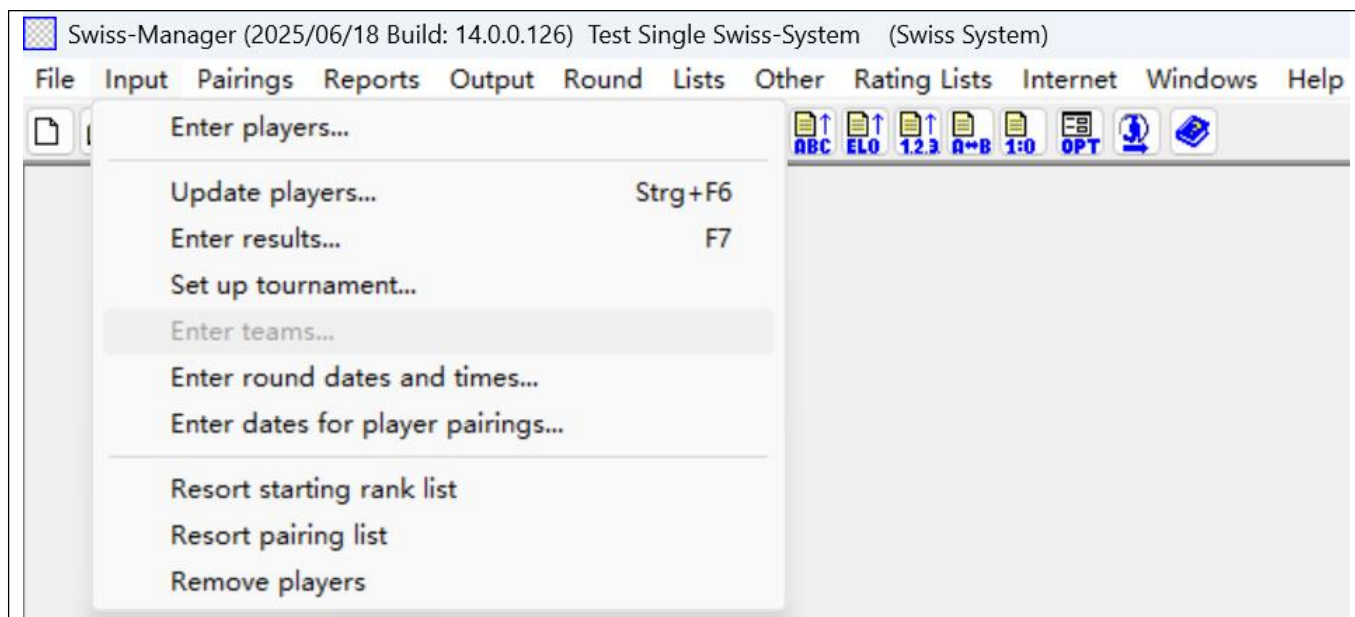 Swiss-Manager (2025/06/18 Build: 14.0.0.126) Test Single Swiss-System (Swiss System)
File Input Pairings Reports Output Round Lists Other Rating Lists Internet Windows Help
ABC ELO 1.2.3. A↔B 1:0 OPT
Enter players...
Update players... Strg+F6
Enter results... F7
Set up tournament...
Enter teams...
Enter round dates and times...
Enter dates for player pairings...
Resort starting rank list
Resort pairing list
Remove players